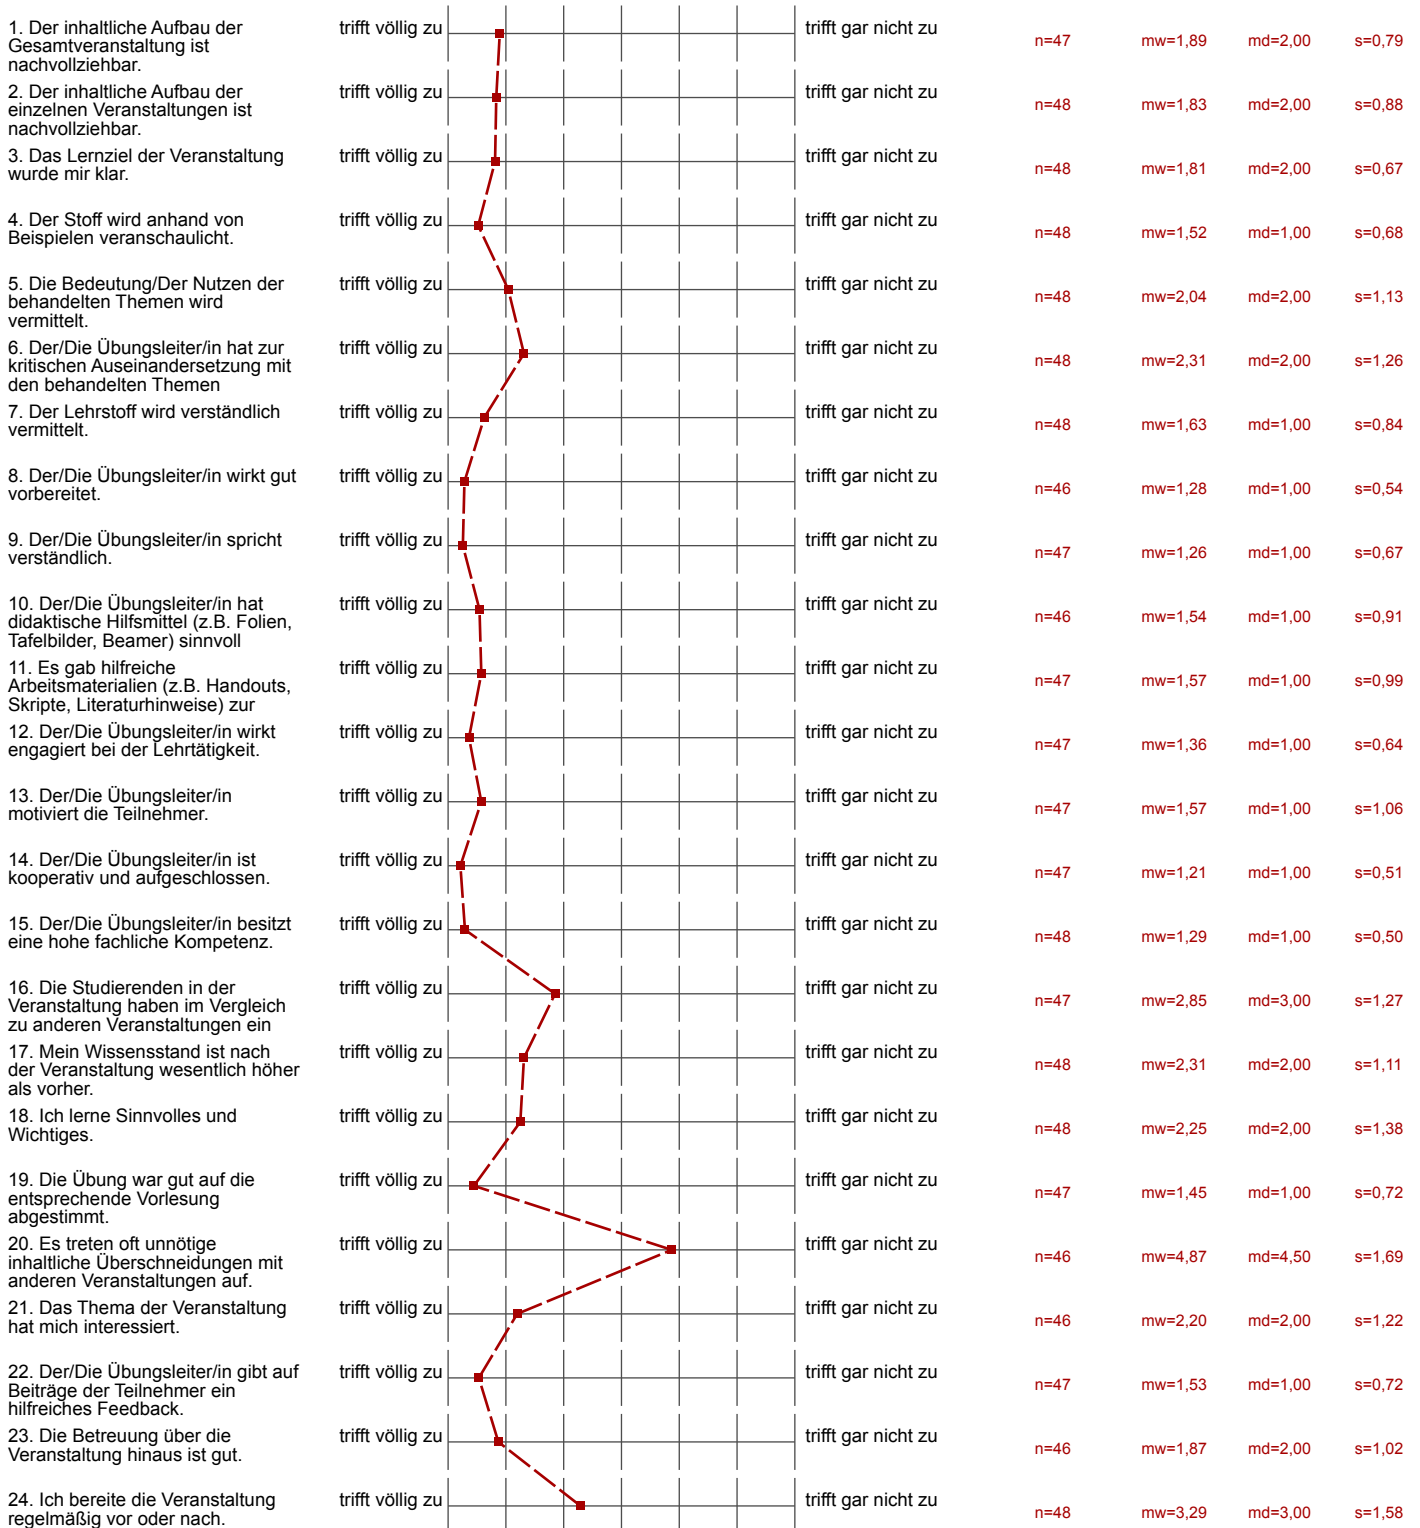 1. Der inhaltliche Aufbau der
Gesamtveranstaltung ist
nachvollziehbar.
trifft völlig zu trifft gar nicht zu n=47 mw=1,89 md=2,00 s=0,79
2. Der inhaltliche Aufbau der
einzelnen Veranstaltungen ist
nachvollziehbar.
trifft völlig zu trifft gar nicht zu n=48 mw=1,83 md=2,00 s=0,88
3. Das Lernziel der Veranstaltung
wurde mir klar.
trifft völlig zu trifft gar nicht zu n=48 mw=1,81 md=2,00 s=0,67
4. Der Stoff wird anhand von
Beispielen veranschaulicht.
trifft völlig zu trifft gar nicht zu n=48 mw=1,52 md=1,00 s=0,68
5. Die Bedeutung/Der Nutzen der
behandelten Themen wird
vermittelt.
trifft völlig zu trifft gar nicht zu n=48 mw=2,04 md=2,00 s=1,13
6. Der/Die Übungsleiter/in hat zur
kritischen Auseinandersetzung mit
den behandelten Themen
trifft völlig zu trifft gar nicht zu n=48 mw=2,31 md=2,00 s=1,26
7. Der Lehrstoff wird verständlich
vermittelt.
trifft völlig zu trifft gar nicht zu n=48 mw=1,63 md=1,00 s=0,84
8. Der/Die Übungsleiter/in wirkt gut
vorbereitet.
trifft völlig zu trifft gar nicht zu n=46 mw=1,28 md=1,00 s=0,54
9. Der/Die Übungsleiter/in spricht
verständlich.
trifft völlig zu trifft gar nicht zu n=47 mw=1,26 md=1,00 s=0,67
10. Der/Die Übungsleiter/in hat
didaktische Hilfsmittel (z.B. Folien,
Tafelbilder, Beamer) sinnvoll
trifft völlig zu trifft gar nicht zu n=46 mw=1,54 md=1,00 s=0,91
11. Es gab hilfreiche
Arbeitsmaterialien (z.B. Handouts,
Skripte, Literaturhinweise) zur
trifft völlig zu trifft gar nicht zu n=47 mw=1,57 md=1,00 s=0,99
12. Der/Die Übungsleiter/in wirkt
engagiert bei der Lehrtätigkeit.
trifft völlig zu trifft gar nicht zu n=47 mw=1,36 md=1,00 s=0,64
13. Der/Die Übungsleiter/in
motiviert die Teilnehmer.
trifft völlig zu trifft gar nicht zu n=47 mw=1,57 md=1,00 s=1,06
14. Der/Die Übungsleiter/in ist
kooperativ und aufgeschlossen.
trifft völlig zu trifft gar nicht zu n=47 mw=1,21 md=1,00 s=0,51
15. Der/Die Übungsleiter/in besitzt
eine hohe fachliche Kompetenz.
trifft völlig zu trifft gar nicht zu n=48 mw=1,29 md=1,00 s=0,50
16. Die Studierenden in der
Veranstaltung haben im Vergleich
zu anderen Veranstaltungen ein
trifft völlig zu trifft gar nicht zu n=47 mw=2,85 md=3,00 s=1,27
17. Mein Wissensstand ist nach
der Veranstaltung wesentlich höher
als vorher.
trifft völlig zu trifft gar nicht zu n=48 mw=2,31 md=2,00 s=1,11
18. Ich lerne Sinnvolles und
Wichtiges.
trifft völlig zu trifft gar nicht zu n=48 mw=2,25 md=2,00 s=1,38
19. Die Übung war gut auf die
entsprechende Vorlesung
abgestimmt.
trifft völlig zu trifft gar nicht zu n=47 mw=1,45 md=1,00 s=0,72
20. Es treten oft unnötige
inhaltliche Überschneidungen mit
anderen Veranstaltungen auf.
trifft völlig zu trifft gar nicht zu n=46 mw=4,87 md=4,50 s=1,69
21. Das Thema der Veranstaltung
hat mich interessiert.
trifft völlig zu trifft gar nicht zu n=46 mw=2,20 md=2,00 s=1,22
22. Der/Die Übungsleiter/in gibt auf
Beiträge der Teilnehmer ein
hilfreiches Feedback.
trifft völlig zu trifft gar nicht zu n=47 mw=1,53 md=1,00 s=0,72
23. Die Betreuung über die
Veranstaltung hinaus ist gut.
trifft völlig zu trifft gar nicht zu n=46 mw=1,87 md=2,00 s=1,02
24. Ich bereite die Veranstaltung
regelmäßig vor oder nach.
trifft völlig zu trifft gar nicht zu n=48 mw=3,29 md=3,00 s=1,58